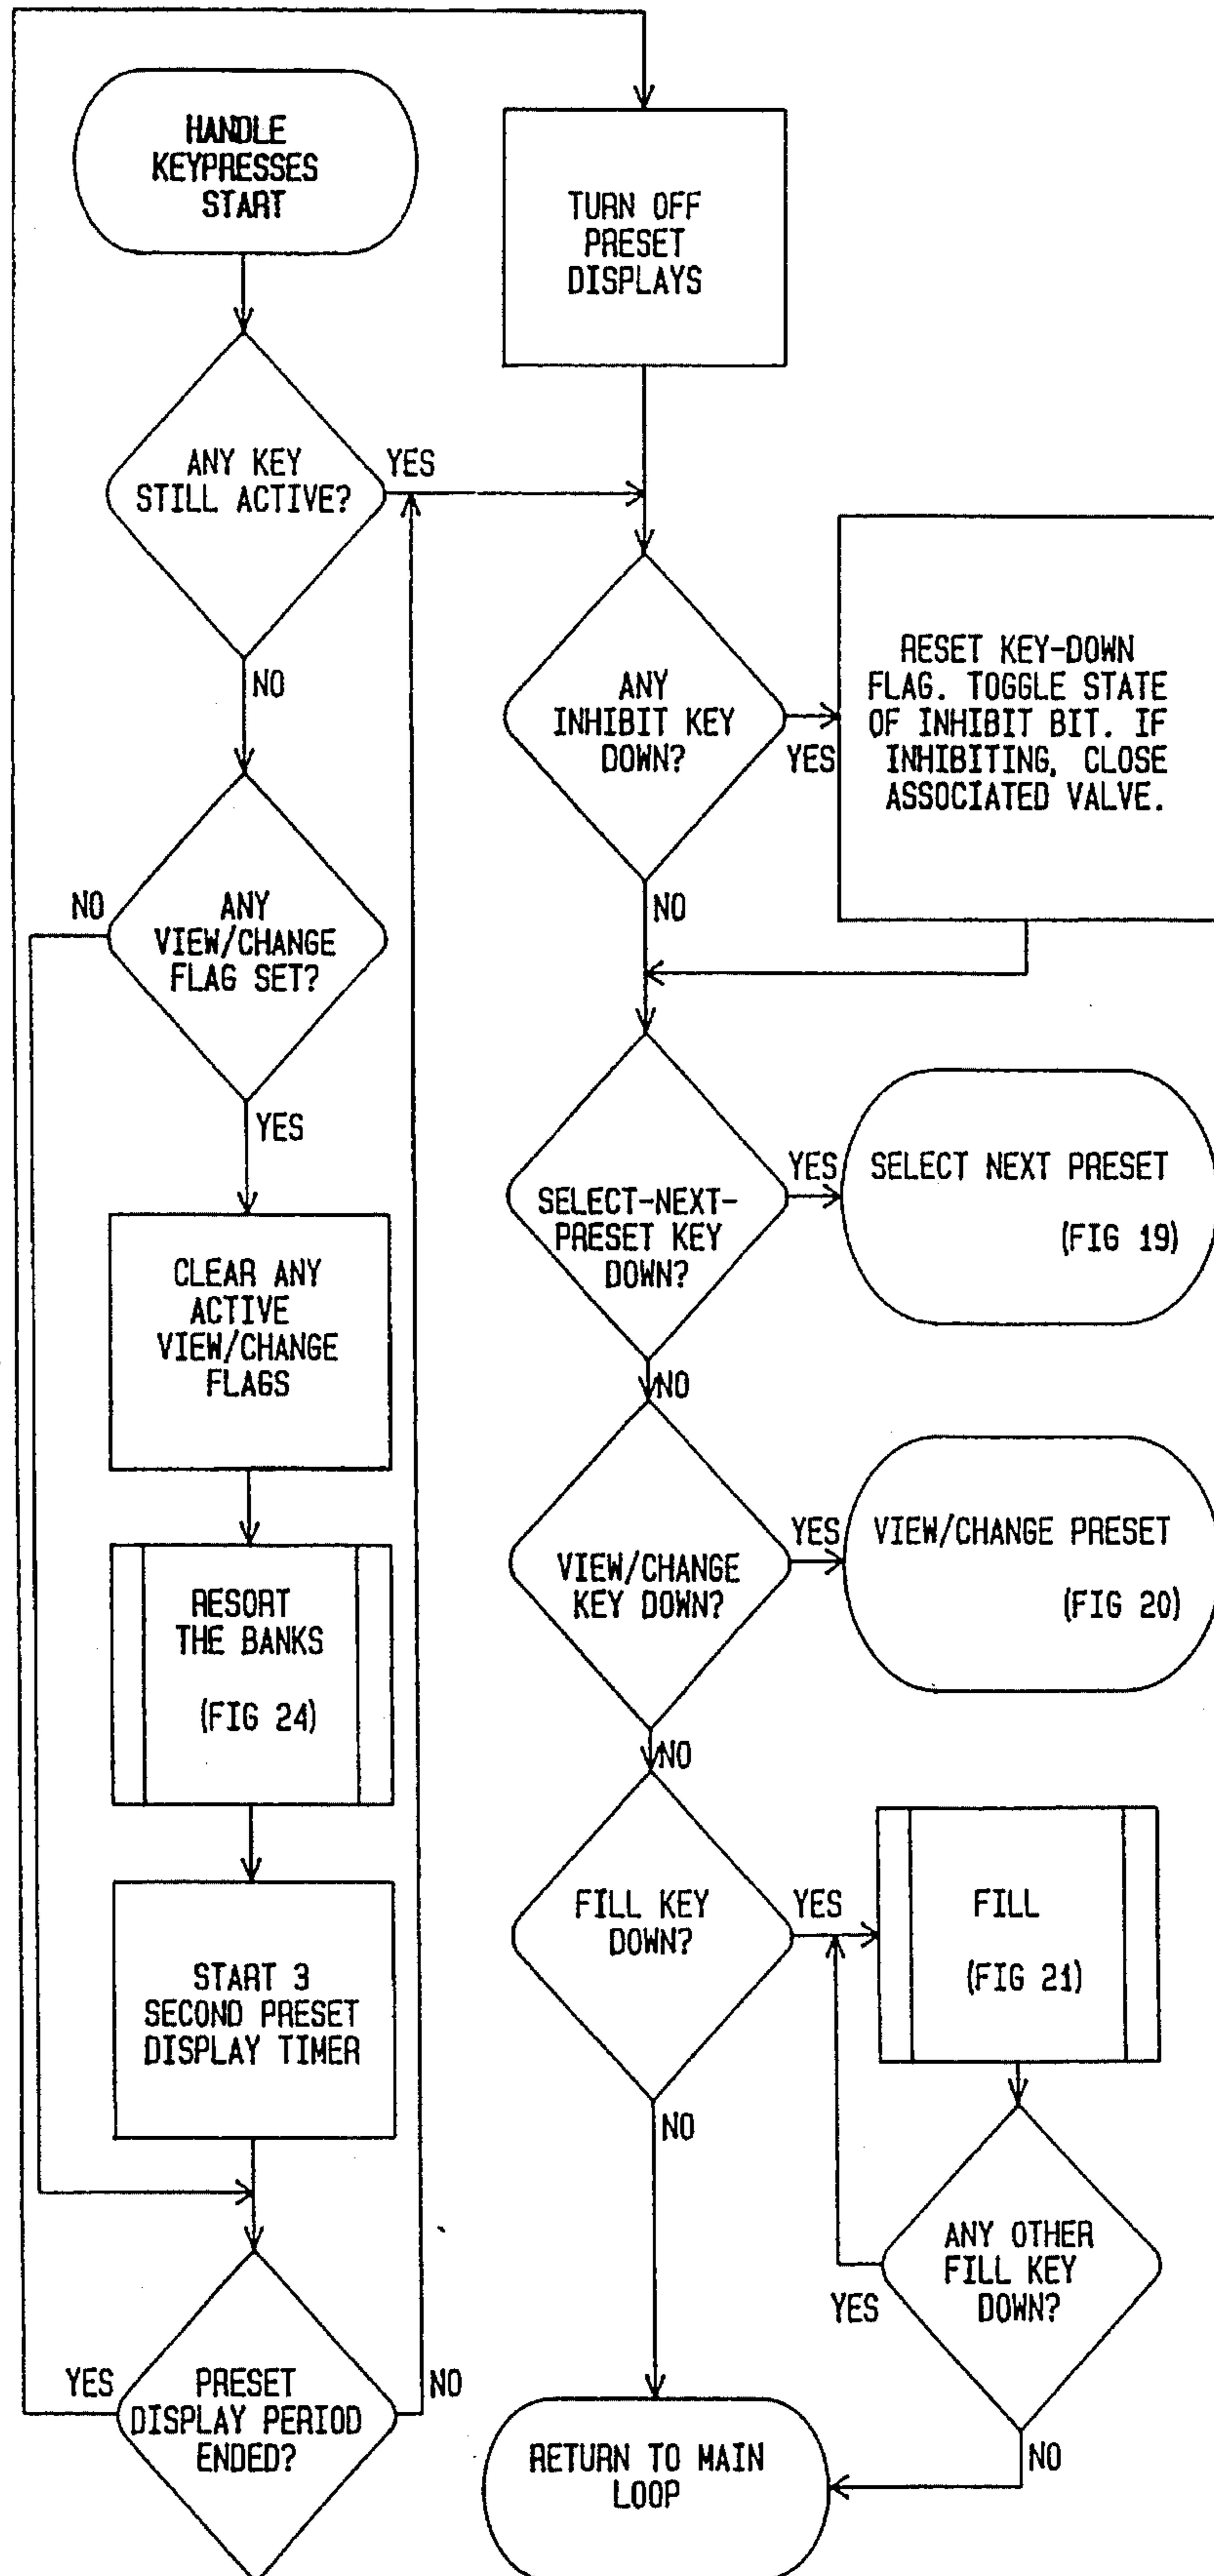 HANDLE
KEYPRESSES
START
ANY KEY
STILL ACTIVE?
YES
NO
ANY
VIEW/CHANGE
FLAG SET?
NO
YES
CLEAR ANY
ACTIVE
VIEW/CHANGE
FLAGS
RESORT
THE BANKS
(FIG 24)
START 3
SECOND PRESET
DISPLAY TIMER
PRESET
DISPLAY PERIOD
ENDED?
YES
NO
TURN OFF
PRESET
DISPLAYS
ANY
INHIBIT KEY
DOWN?
YES
NO
RESET KEY-DOWN
FLAG. TOGGLE STATE
OF INHIBIT BIT. IF
INHIBITING, CLOSE
ASSOCIATED VALVE.
SELECT-NEXT-
PRESET KEY
DOWN?
YES
NO
SELECT NEXT PRESET
(FIG 19)
VIEW/CHANGE
KEY DOWN?
YES
NO
VIEW/CHANGE PRESET
(FIG 20)
FILL KEY
DOWN?
YES
NO
FILL
(FIG 21)
ANY OTHER
FILL KEY
DOWN?
YES
NO
RETURN TO MAIN
LOOP